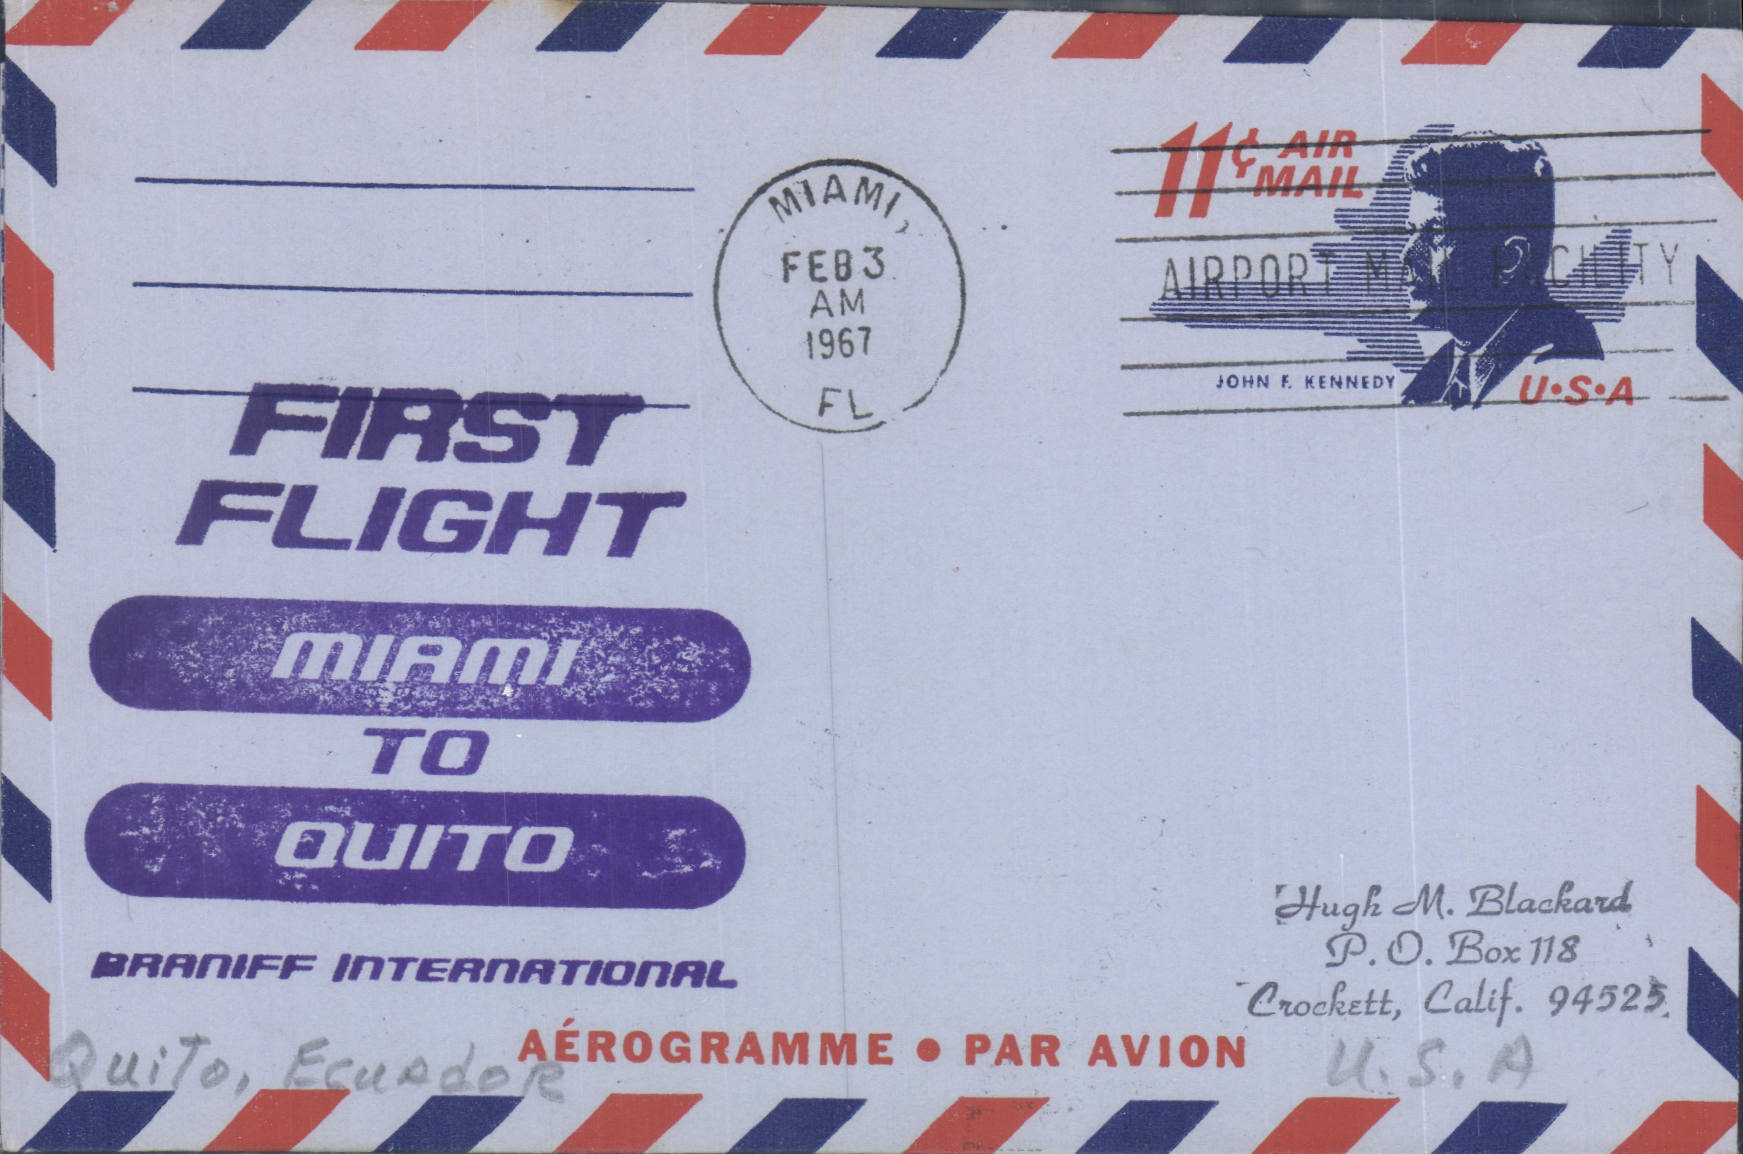 11¢ AIR
MAIL
MIAMI,
FEB 3
AM
1967
FL
AIRPORT MAIL FACILITY
JOHN F. KENNEDY
U•S•A
FIRST
FLIGHT
MIAMI
TO
QUITO
BRANIFF INTERNATIONAL
Hugh M. Blackard
P. O. Box 118
Crockett, Calif. 94525
U.S.A
AÉROGRAMME • PAR AVION
Quito, Ecuador